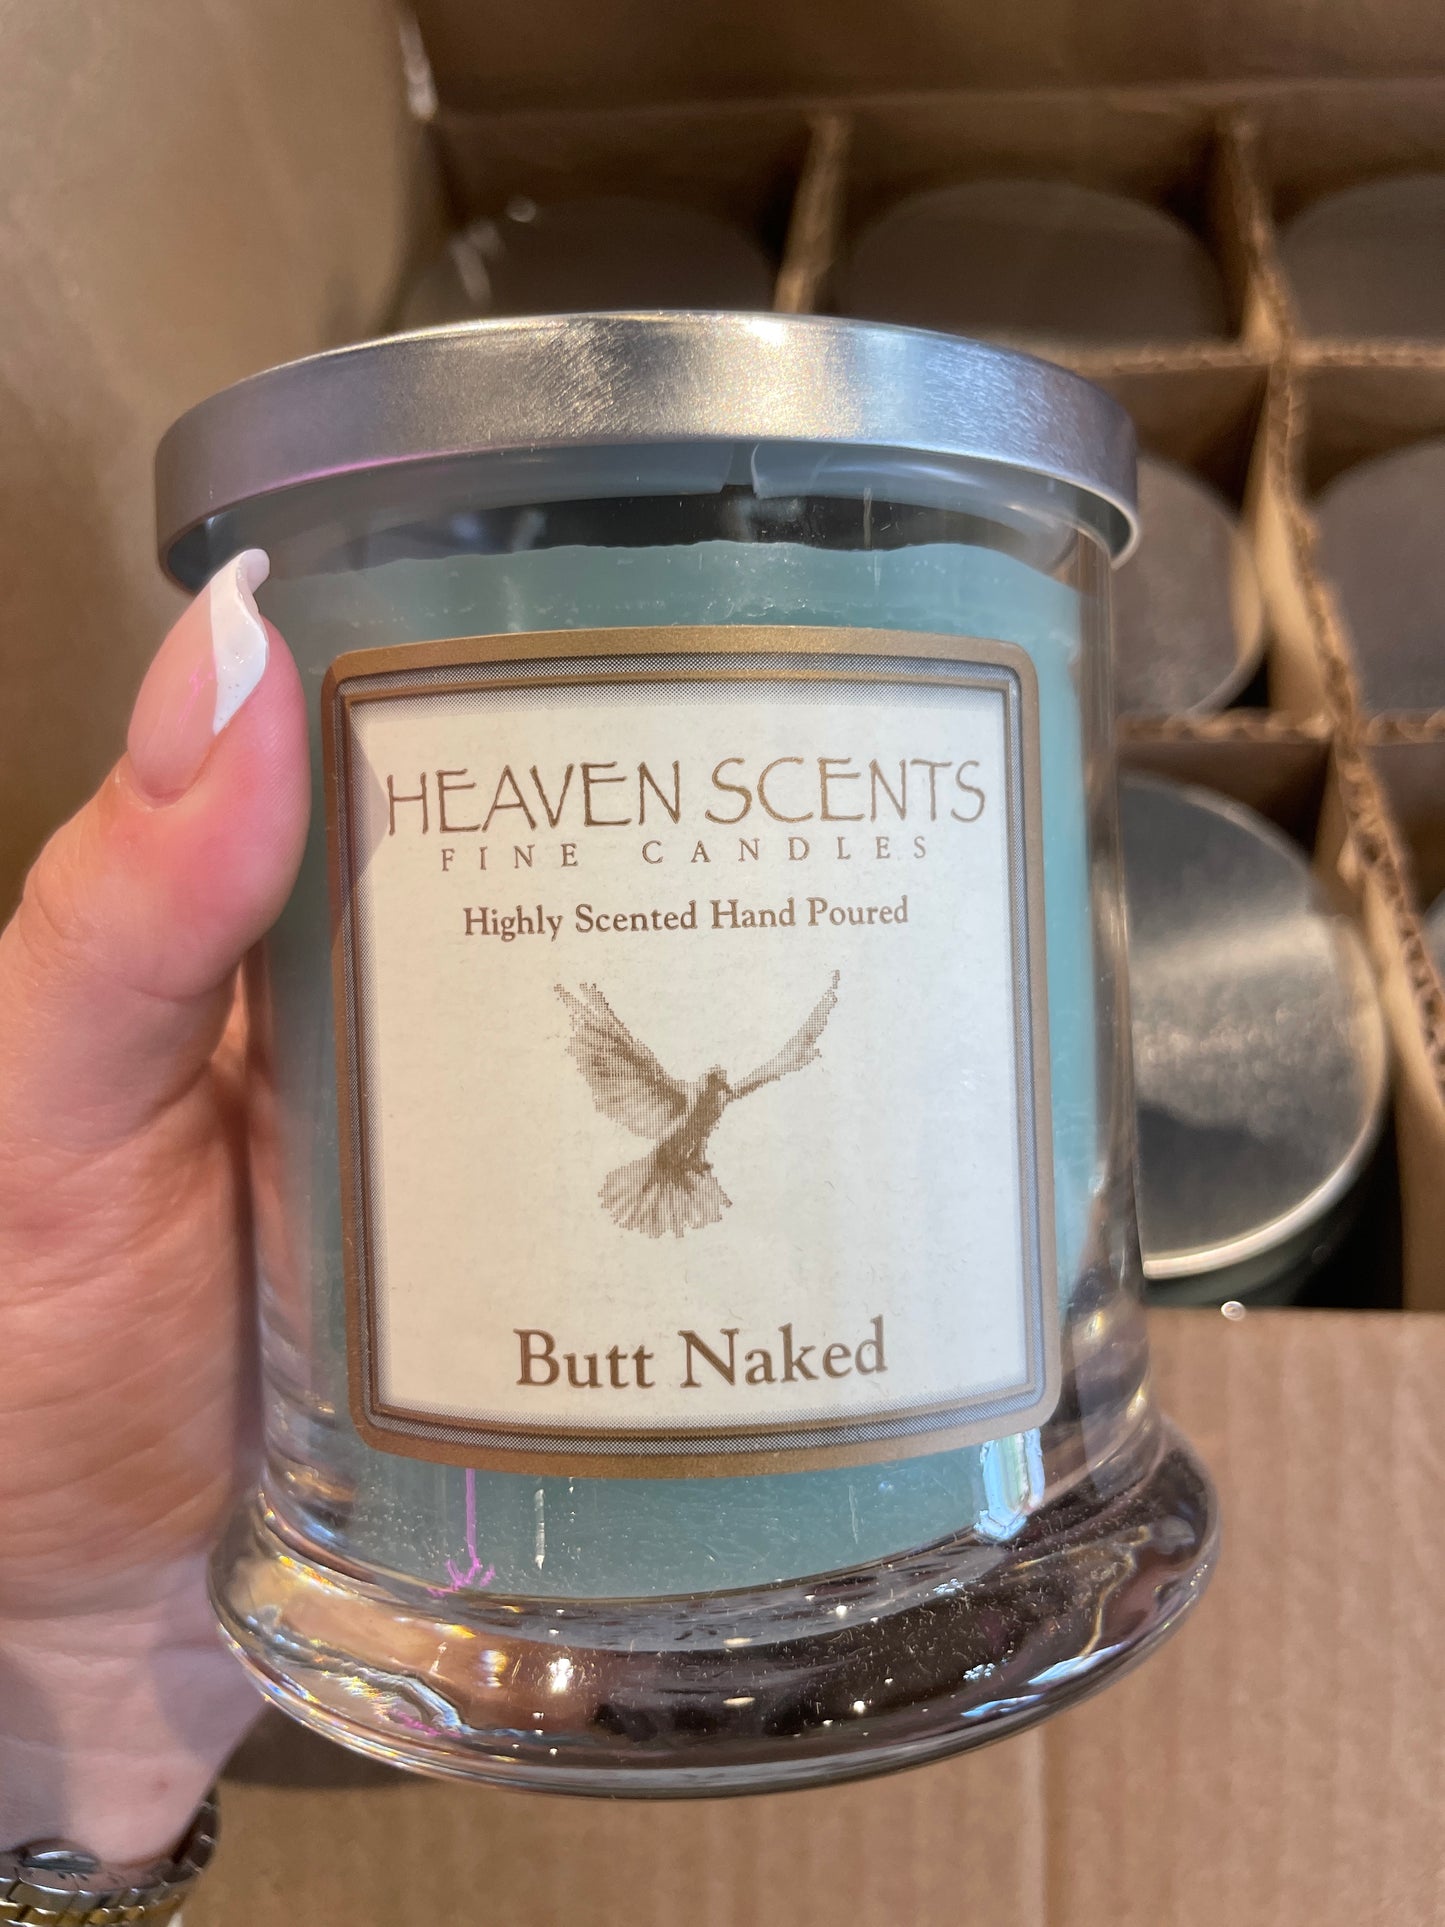 HEAVEN SCENTS
FINE CANDLES
Highly Scented Hand Poured
Butt Naked